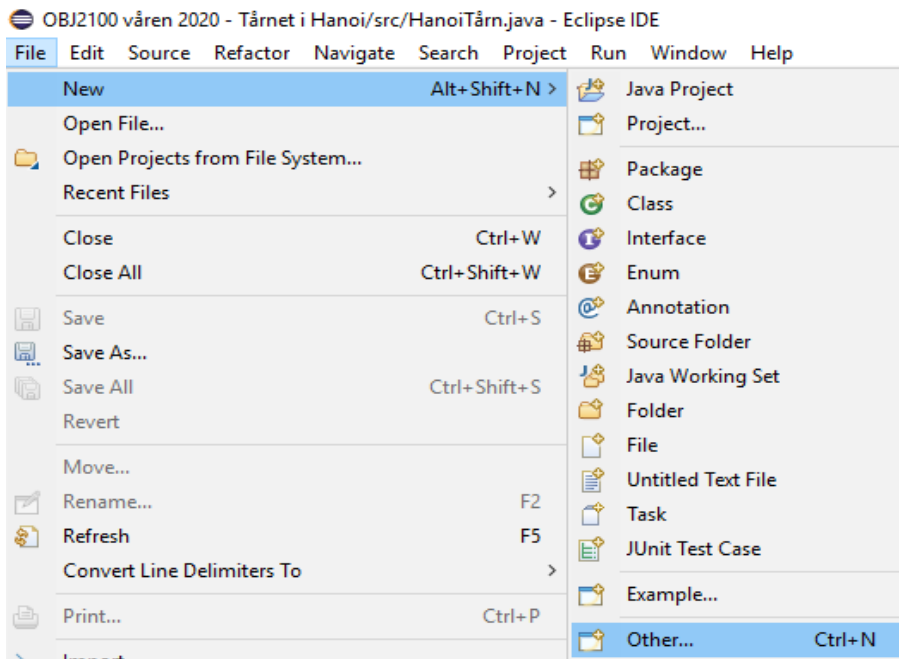 OBJ2100 våren 2020 - Tårnet i Hanoi/src/HanoiTårn.java - Eclipse IDE
File Edit Source Refactor Navigate Search Project Run Window Help
New Alt+Shift+N >
Open File...
Open Projects from File System...
Recent Files >
Close Ctrl+W
Close All Ctrl+Shift+W
Save Ctrl+S
Save As...
Save All Ctrl+Shift+S
Revert
Move...
Rename... F2
Refresh F5
Convert Line Delimiters To >
Print... Ctrl+P
Java Project
Project...
Package
Class
Interface
Enum
Annotation
Source Folder
Java Working Set
Folder
File
Untitled Text File
Task
JUnit Test Case
Example...
Other... Ctrl+N